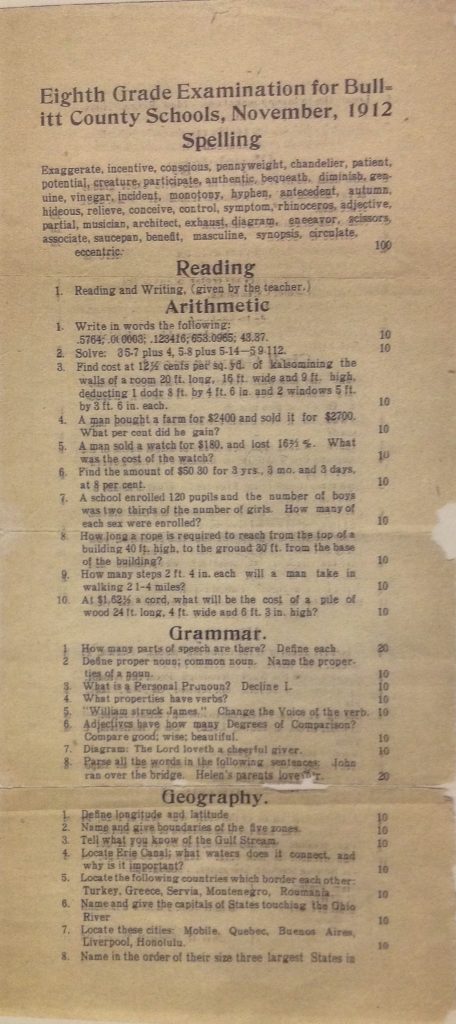 Eighth Grade Examination for Bull-
itt County Schools, November, 1912
Spelling
Exaggerate, incentive, conscious, pennyweight, chandelier, patient,
potential, creature, participate, authentic, bequeath, diminish, gen-
uine, vinegar, incident, monotony, hyphen, antecedent, autumn,
hideous, relieve, conceive, control, symptom, rhinoceros, adjective,
partial, musician, architect, exhaust, diagram, endeavor, scissors,
associate, saucepan, benefit, masculine, synopsis, circulate,
eccentric. 100
Reading
1. Reading and Writing, (given by the teacher.)
Arithmetic
1. Write in words the following:
.5764; .000003; .123416; 653.0965; 43.37. 10
2. Solve: 35-7 plus 4, 5-8 plus 5-14—59.112. 10
3. Find cost at 12½ cents per sq. yd. of kalsomining the
walls of a room 20 ft. long, 16 ft. wide and 9 ft. high,
deducting 1 door 8 ft. by 4 ft. 6 in. and 2 windows 5 ft.
by 3 ft. 6 in. each. 10
4. A man bought a farm for $2400 and sold it for $2700.
What per cent did he gain? 10
5. A man sold a watch for $180. and lost 16⅔ %. What
was the cost of the watch? 10
6. Find the amount of $50 30 for 3 yrs., 3 mo. and 3 days,
at 8 per cent. 10
7. A school enrolled 120 pupils and the number of boys
was two thirds of the number of girls. How many of
each sex were enrolled? 10
8. How long a rope is required to reach from the top of a
building 40 ft. high, to the ground 30 ft. from the base
of the building? 10
9. How many steps 2 ft. 4 in. each will a man take in
walking 2 1-4 miles? 10
10. At $1.62½ a cord, what will be the cost of a pile of
wood 24 ft. long, 4 ft. wide and 6 ft. 3 in. high? 10
Grammar.
1 How many parts of speech are there? Define each. 20
2 Define proper noun; common noun. Name the proper-
ties of a noun. 10
3. What is a Personal Pronoun? Decline I. 10
4. What properties have verbs? 10
5. "William struck James." Change the Voice of the verb. 10
6. Adjectives have how many Degrees of Comparison?
Compare good; wise; beautiful. 10
7. Diagram: The Lord loveth a cheerful giver. 10
8. Parse all the words in the following sentences: John
ran over the bridge. Helen's parents love 20
Geography.
1. Define longitude and latitude 10
2. Name and give boundaries of the five zones. 10
3. Tell what you know of the Gulf Stream. 10
4. Locate Erie Canal; what waters does it connect, and
why is it important? 10
5. Locate the following countries which border each other:
Turkey, Greece, Servia, Montenegro, Roumania. 10
6. Name and give the capitals of States touching the Ohio
River 10
7. Locate these cities: Mobile, Quebec, Buenos Aires,
Liverpool, Honolulu. 10
8. Name in the order of their size three largest States in